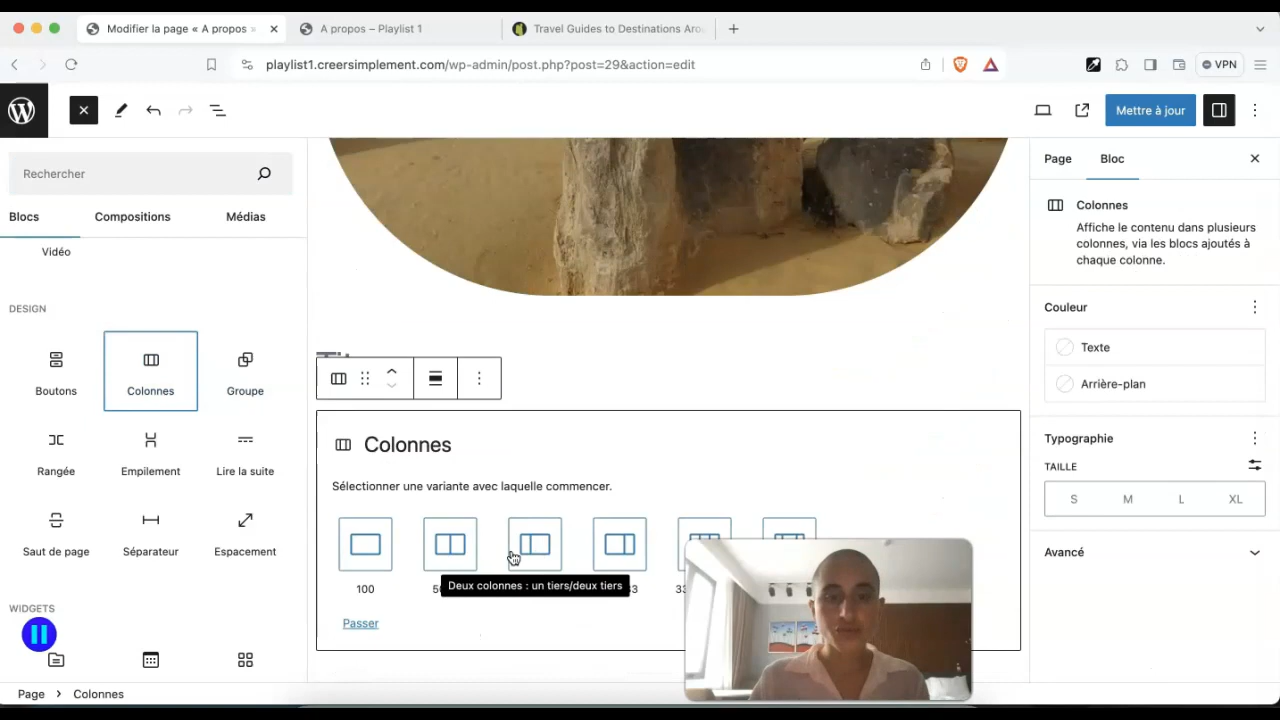 Modifier la page « A propos »
A propos – Playlist 1
Travel Guides to Destinations Arou
playlist1.creersimplement.com/wp-admin/post.php?post=29&action=edit
VPN
Mettre à jour
Rechercher
Blocs
Compositions
Médias
Vidéo
DESIGN
Boutons
Colonnes
Groupe
Rangée
Empilement
Lire la suite
Saut de page
Séparateur
Espacement
WIDGETS
Colonnes
Sélectionner une variante avec laquelle commencer.
100
Deux colonnes : un tiers/deux tiers
Passer
Page
Bloc
Colonnes
Affiche le contenu dans plusieurs
colonnes, via les blocs ajoutés à
chaque colonne.
Couleur
Texte
Arrière-plan
Typographie
TAILLE
S
M
L
XL
Avancé
Page
Colonnes